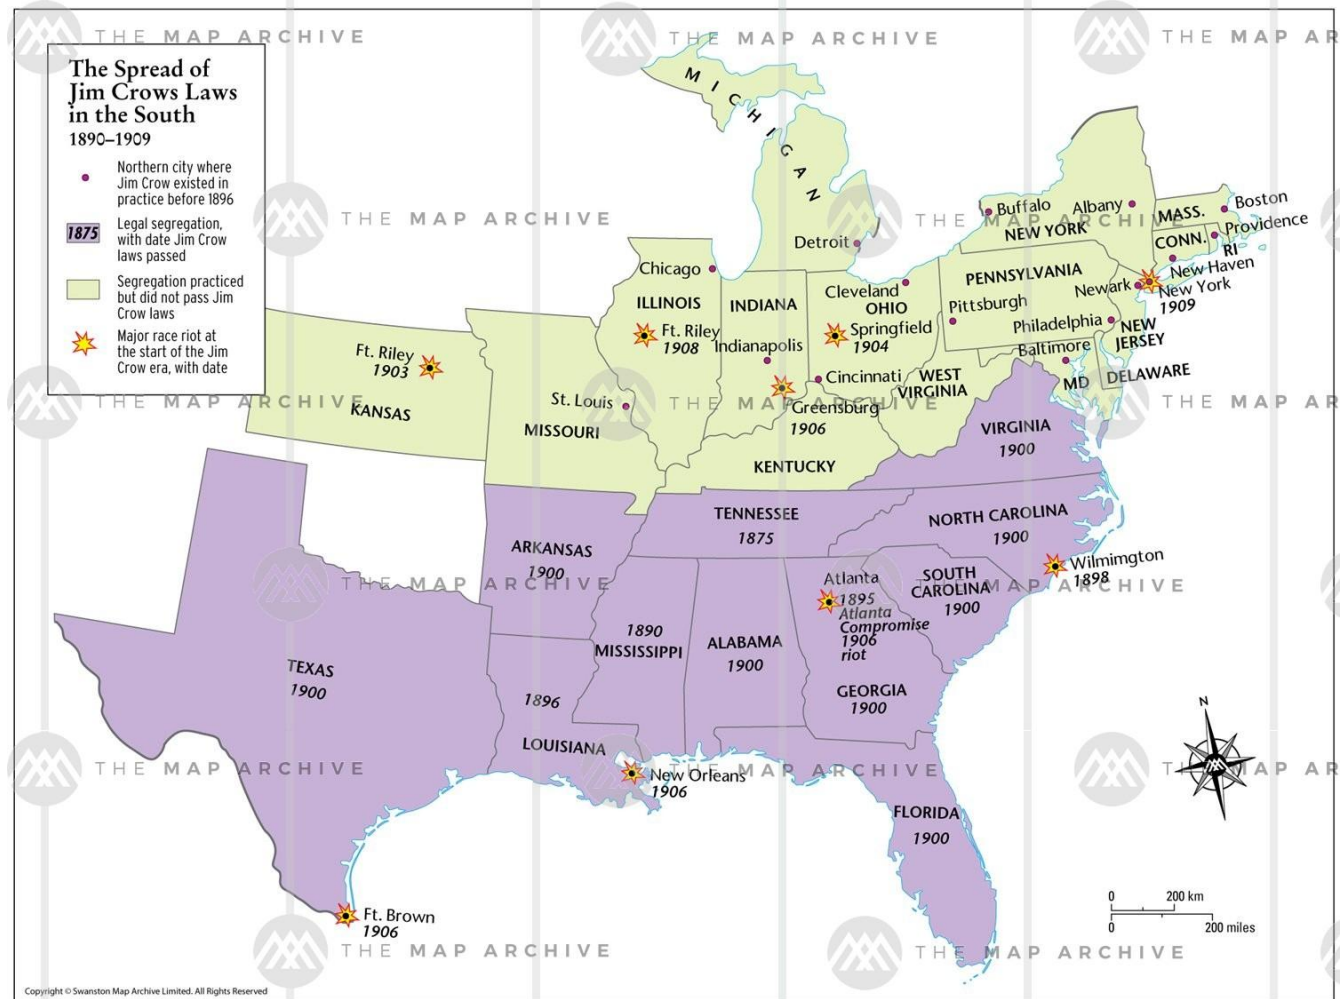 THE MAP ARCHIVE
THE MAP ARCHIVE
THE MAP AR
The Spread of
Jim Crows Laws
in the South
1890–1909
Northern city where
Jim Crow existed in
practice before 1896
1875
Legal segregation,
with date Jim Crow
laws passed
Segregation practiced
but did not pass Jim
Crow laws
Major race riot at
the start of the Jim
Crow era, with date
MICHIGAN
THE MAP ARCHIVE
THE MAP ARCHIVE
Buffalo
Albany
NEW YORK
MASS.
Boston
Providence
CONN.
RI
New Haven
Detroit
Chicago
ILLINOIS
INDIANA
Cleveland
OHIO
PENNSYLVANIA
Newark
New York
1909
Pittsburgh
Philadelphia
NEW
JERSEY
Ft. Riley
1908
Springfield
1904
Indianapolis
Baltimore
Ft. Riley
1903
KANSAS
St. Louis
MISSOURI
Cincinnati
WEST
VIRGINIA
MD
DELAWARE
THE MAP ARCHIVE
THE MAP ARCHIVE
THE MAP AR
Greensburg
1906
KENTUCKY
VIRGINIA
1900
TENNESSEE
1875
NORTH CAROLINA
1900
ARKANSAS
1900
Wilmington
1898
SOUTH
CAROLINA
1900
Atlanta
1895
Atlanta
Compromise
1906
riot
THE MAP ARCHIVE
THE MAP ARCHIVE
1890
MISSISSIPPI
ALABAMA
1900
TEXAS
1900
GEORGIA
1900
1896
LOUISIANA
New Orleans
1906
THE MAP ARCHIVE
THE MAP ARCHIVE
THE MAP AR
N
FLORIDA
1900
Ft. Brown
1906
THE MAP ARCHIVE
THE MAP ARCHIVE
0 200 km
0 200 miles
Copyright © Swanston Map Archive Limited. All Rights Reserved